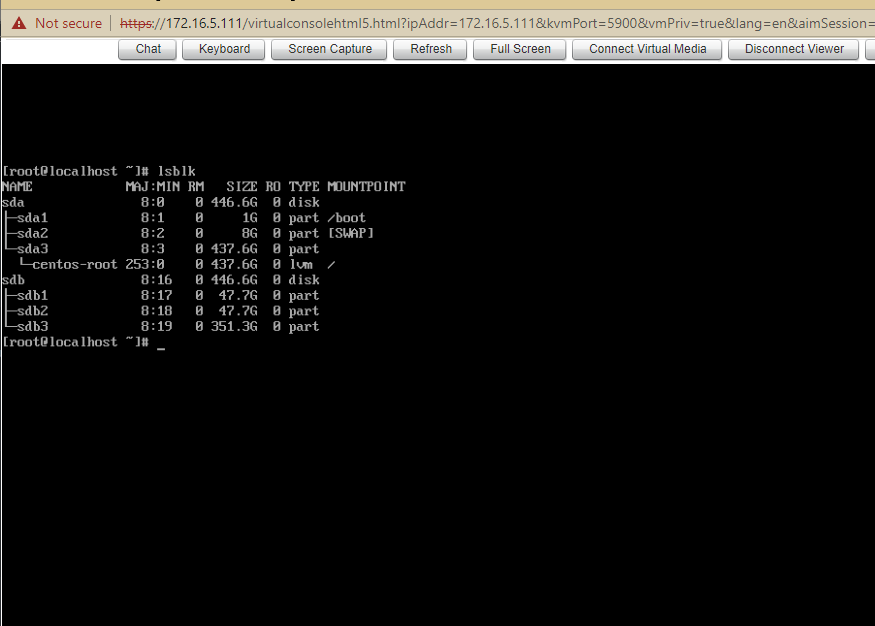 Not secure | https://172.16.5.111/virtualconsolehtml5.html?ipAddr=172.16.5.111&kvmPort=5900&vmPriv=true&lang=en&aimSession=
Chat Keyboard Screen Capture Refresh Full Screen Connect Virtual Media Disconnect Viewer
[root@localhost ~]# lsblk
NAME MAJ:MIN RM SIZE RO TYPE MOUNTPOINT
sda 8:0 0 446.6G 0 disk
├─sda1 8:1 0 1G 0 part /boot
├─sda2 8:2 0 8G 0 part [SWAP]
└─sda3 8:3 0 437.6G 0 part
└─centos-root 253:0 0 437.6G 0 lvm /
sdb 8:16 0 446.6G 0 disk
├─sdb1 8:17 0 47.7G 0 part
├─sdb2 8:18 0 47.7G 0 part
└─sdb3 8:19 0 351.3G 0 part
[root@localhost ~]# _